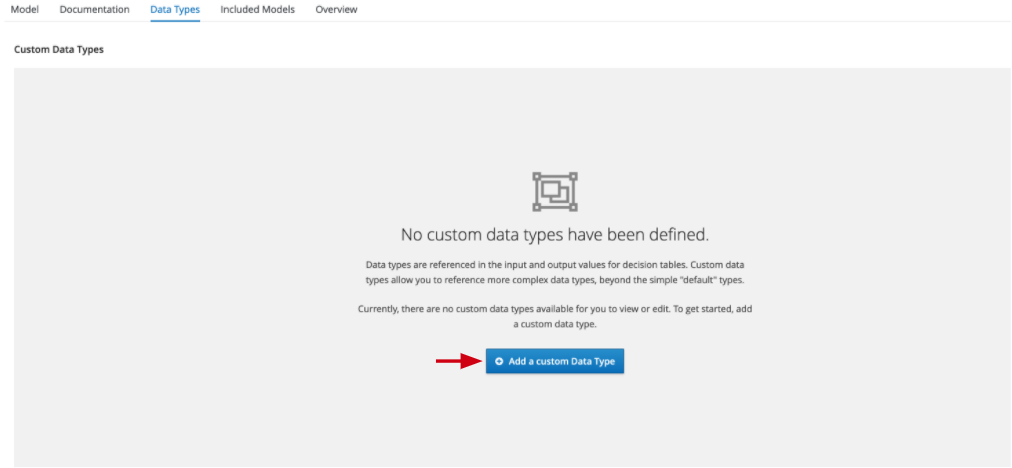 Model Documentation Data Types Included Models Overview
Custom Data Types
No custom data types have been defined.
Data types are referenced in the input and output values for decision tables. Custom data
types allow you to reference more complex data types, beyond the simple "default" types.
Currently, there are no custom data types available for you to view or edit. To get started, add
a custom data type.
Add a custom Data Type